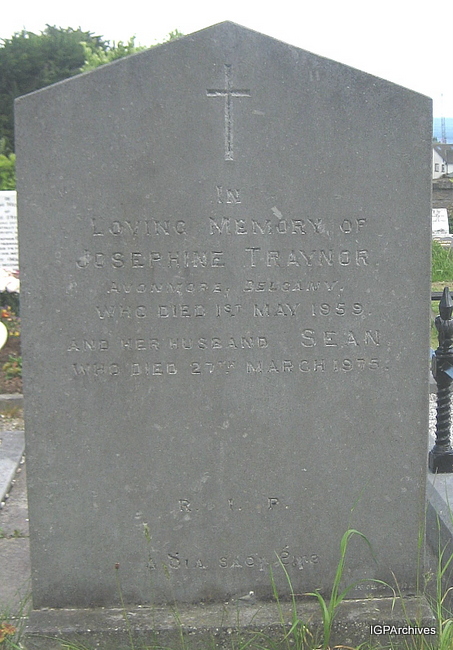 IN
LOVING MEMORY OF
JOSEPHINE TRAYNOR
DELGANY.
WHO DIED 1ST MAY 1959.
AND HER HUSBAND SEAN
WHO DIED 27TH MARCH 1975.
R. I. P.
IGPArchives